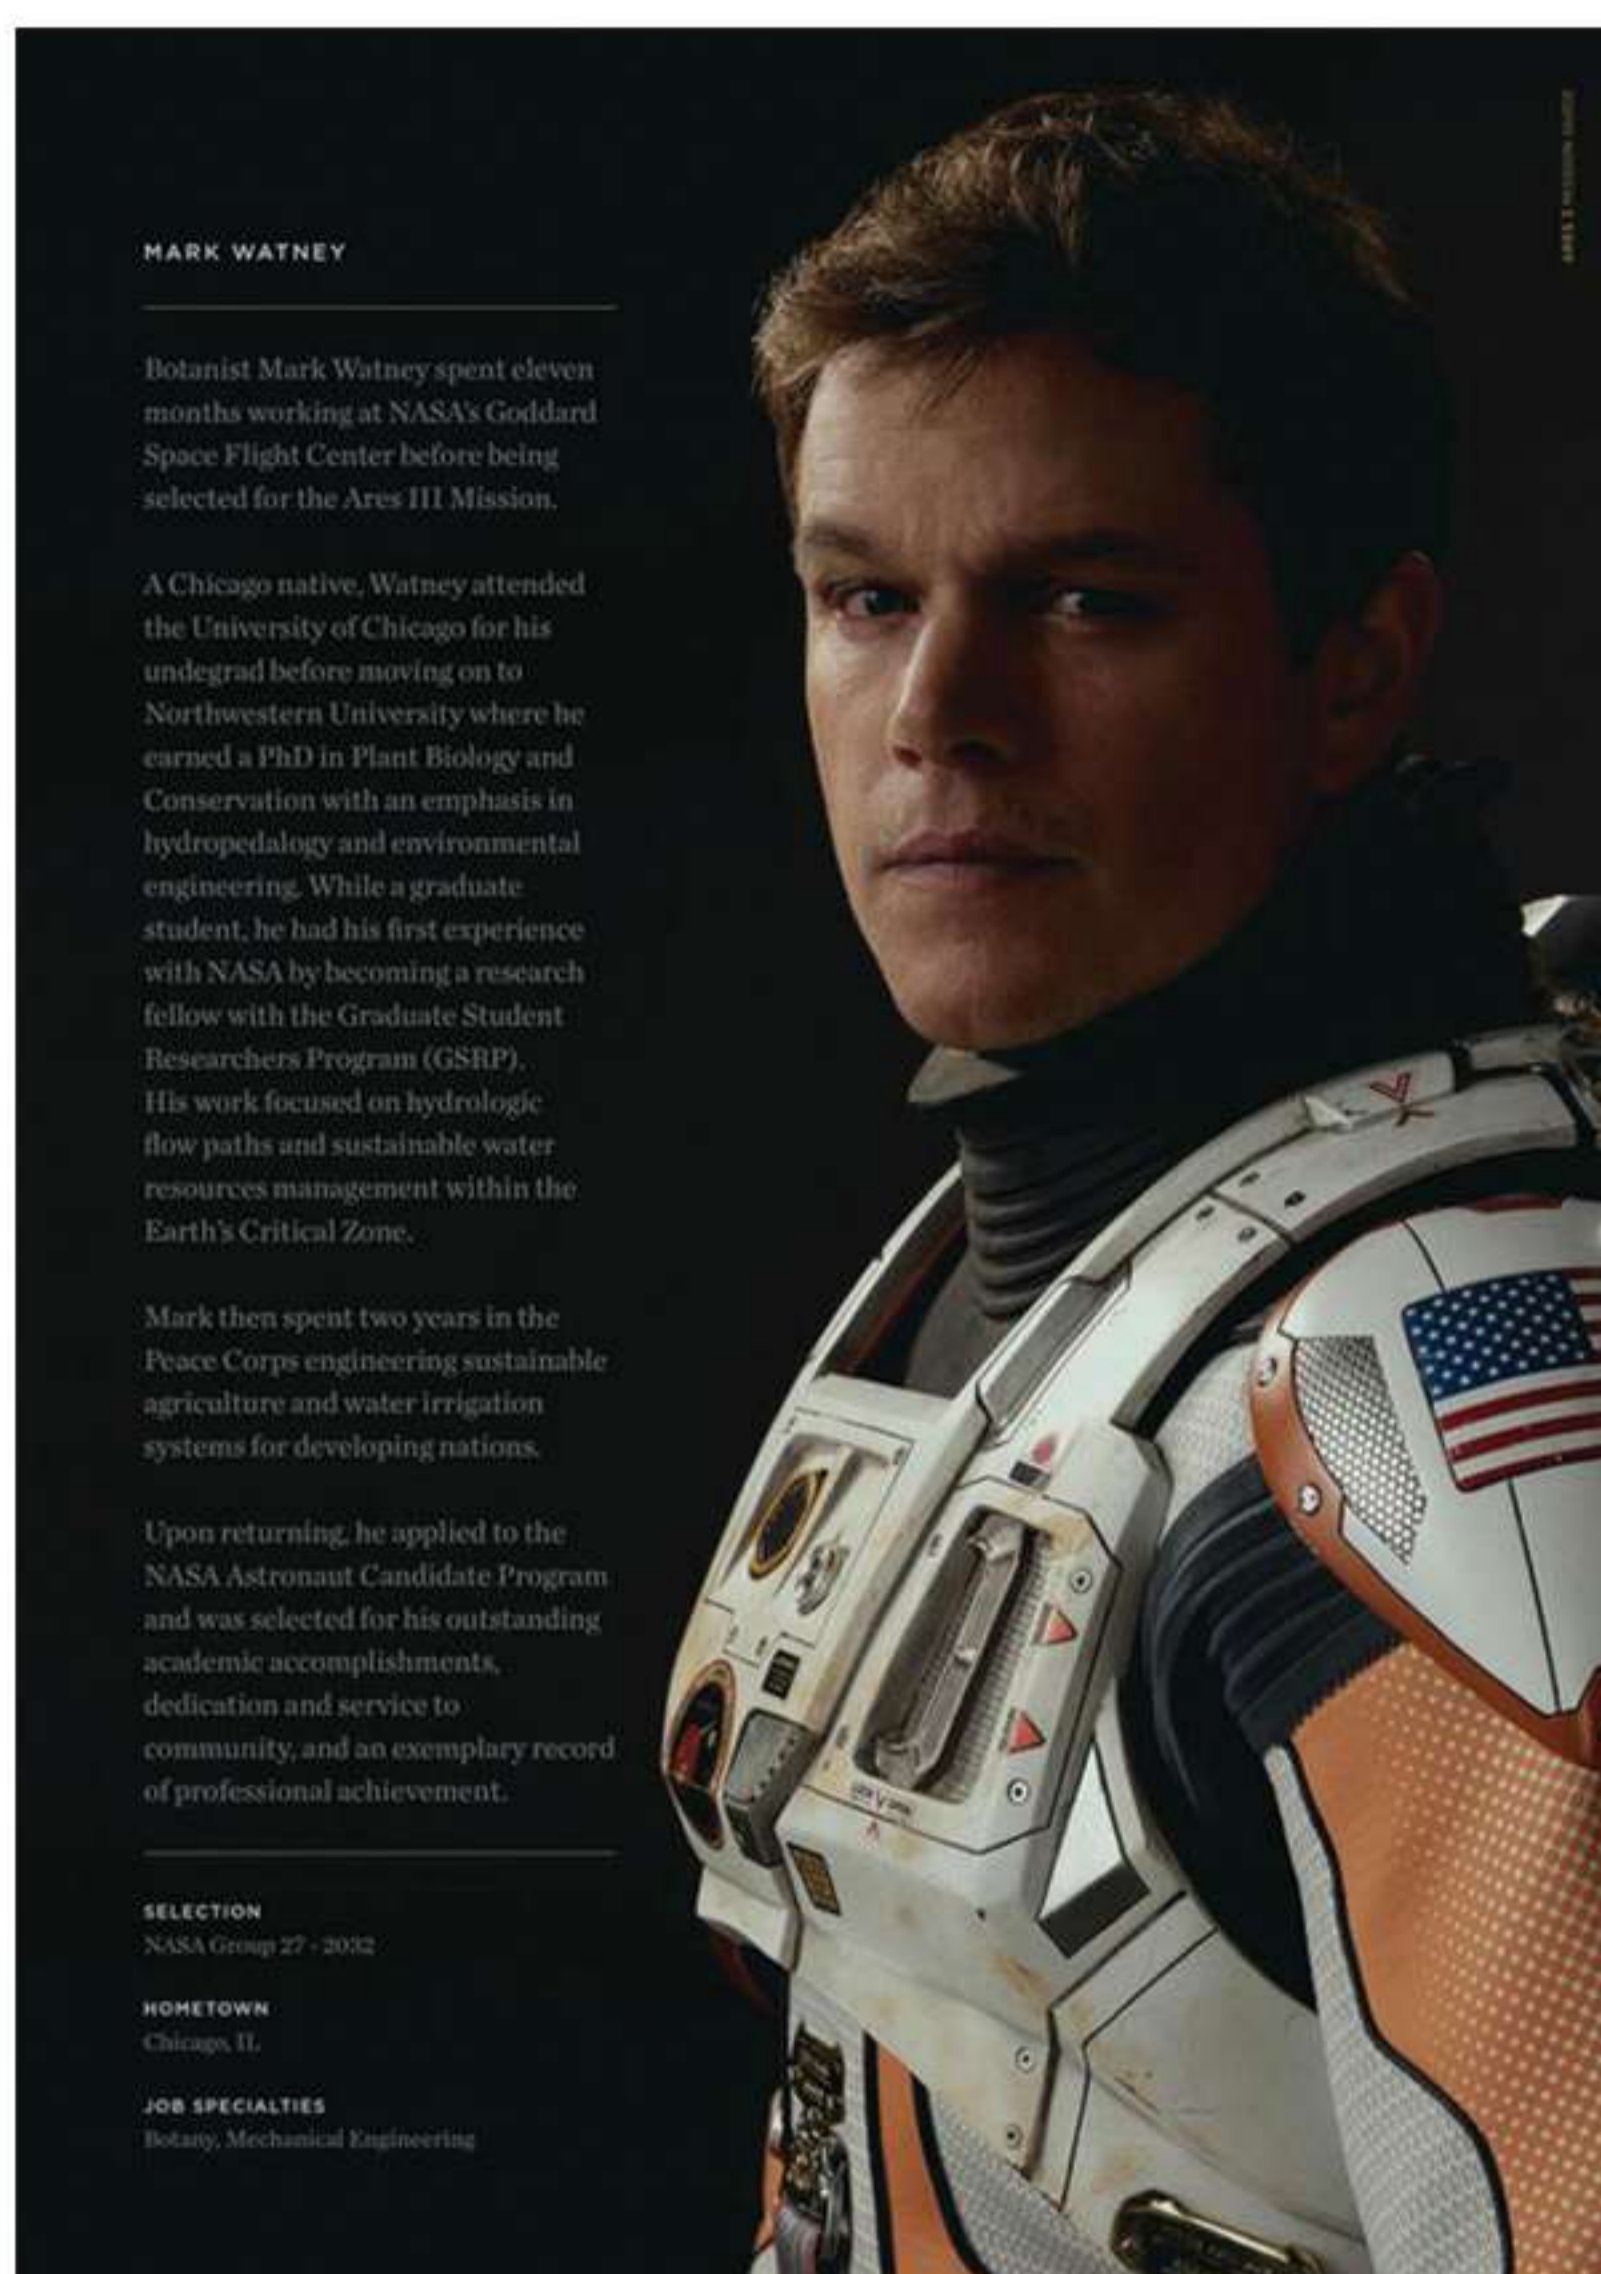 MARK WATNEY
Botanist Mark Watney spent eleven
months working at NASA's Goddard
Space Flight Center before being
selected for the Ares III Mission.
A Chicago native, Watney attended
the University of Chicago for his
undegrad before moving on to
Northwestern University where he
earned a PhD in Plant Biology and
Conservation with an emphasis in
hydropedalogy and environmental
engineering. While a graduate
student, he had his first experience
with NASA by becoming a research
fellow with the Graduate Student
Researchers Program (GSRP).
His work focused on hydrologic
flow paths and sustainable water
resources management within the
Earth's Critical Zone.
Mark then spent two years in the
Peace Corps engineering sustainable
agriculture and water irrigation
systems for developing nations.
Upon returning, he applied to the
NASA Astronaut Candidate Program
and was selected for his outstanding
academic accomplishments,
dedication and service to
community, and an exemplary record
of professional achievement.
SELECTION
NASA Group 27 - 2032
HOMETOWN
Chicago, IL
JOB SPECIALTIES
Botany, Mechanical Engineering